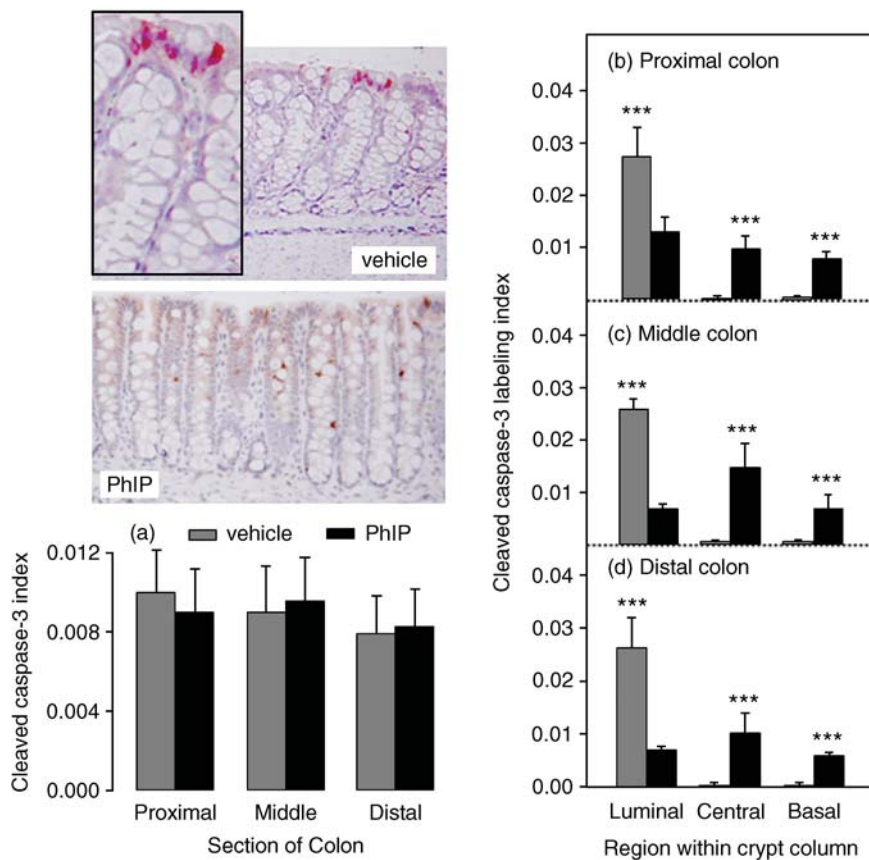 vehicle
PhIP
(a) vehicle PhIP
Cleaved caspase-3 index
0.012
0.008
0.004
0.000
Proximal Middle Distal
Section of Colon
Cleaved caspase-3 labeling index
(b) Proximal colon
0.04
0.03
0.02
0.01
*** *** ***
(c) Middle colon
0.04
0.03
0.02
0.01
*** *** ***
(d) Distal colon
0.04
0.03
0.02
0.01
0.00
*** *** ***
Luminal Central Basal
Region within crypt column